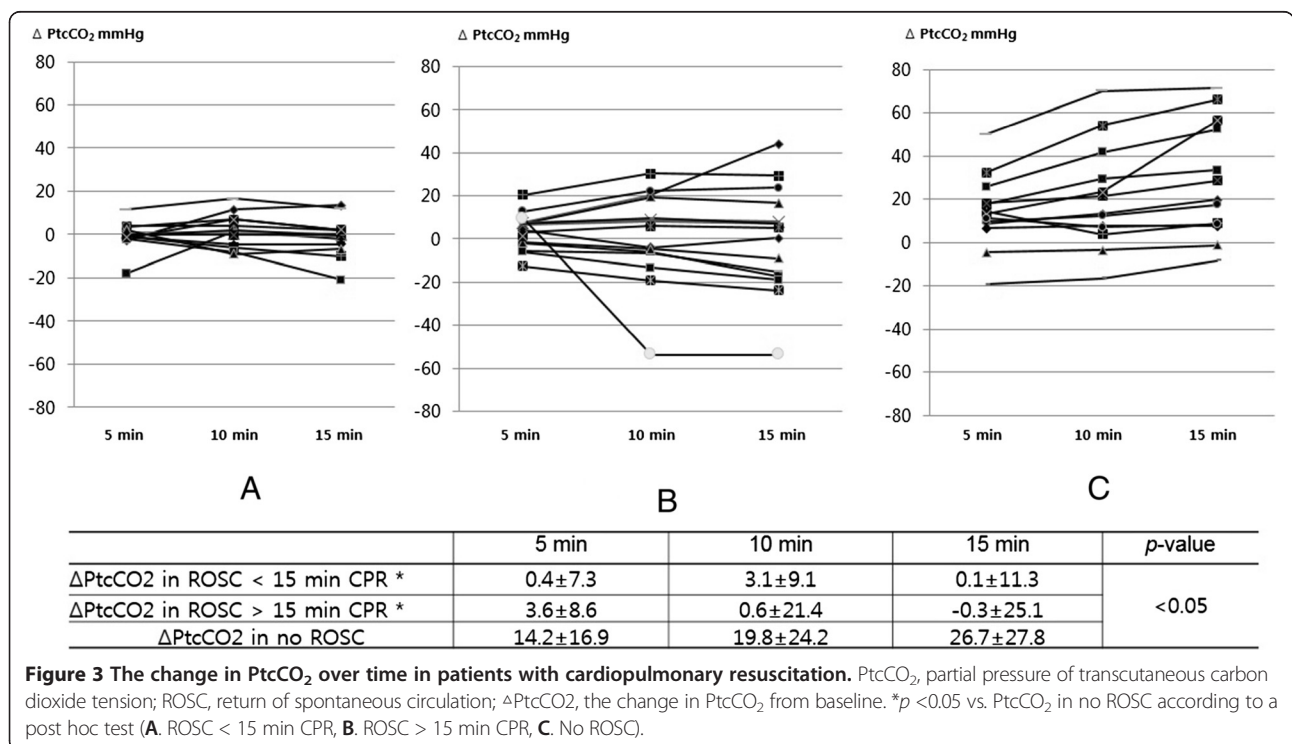 Δ PtcCO₂ mmHg
80
60
40
20
0
-20
-40
-60
-80
5 min 10 min 15 min
A
Δ PtcCO₂ mmHg
80
60
40
20
0
-20
-40
-60
-80
5 min 10 min 15 min
B
Δ PtcCO₂ mmHg
80
60
40
20
0
-20
-40
-60
-80
5 min 10 min 15 min
C
5 min 10 min 15 min p-value
ΔPtcCO2 in ROSC < 15 min CPR * 0.4±7.3 3.1±9.1 0.1±11.3
ΔPtcCO2 in ROSC > 15 min CPR * 3.6±8.6 0.6±21.4 -0.3±25.1
<0.05
ΔPtcCO2 in no ROSC 14.2±16.9 19.8±24.2 26.7±27.8
Figure 3 The change in PtcCO₂ over time in patients with cardiopulmonary resuscitation. PtcCO₂, partial pressure of transcutaneous carbon
dioxide tension; ROSC, return of spontaneous circulation; △PtcCO2, the change in PtcCO₂ from baseline. *p <0.05 vs. PtcCO₂ in no ROSC according to a
post hoc test (A. ROSC < 15 min CPR, B. ROSC > 15 min CPR, C. No ROSC).